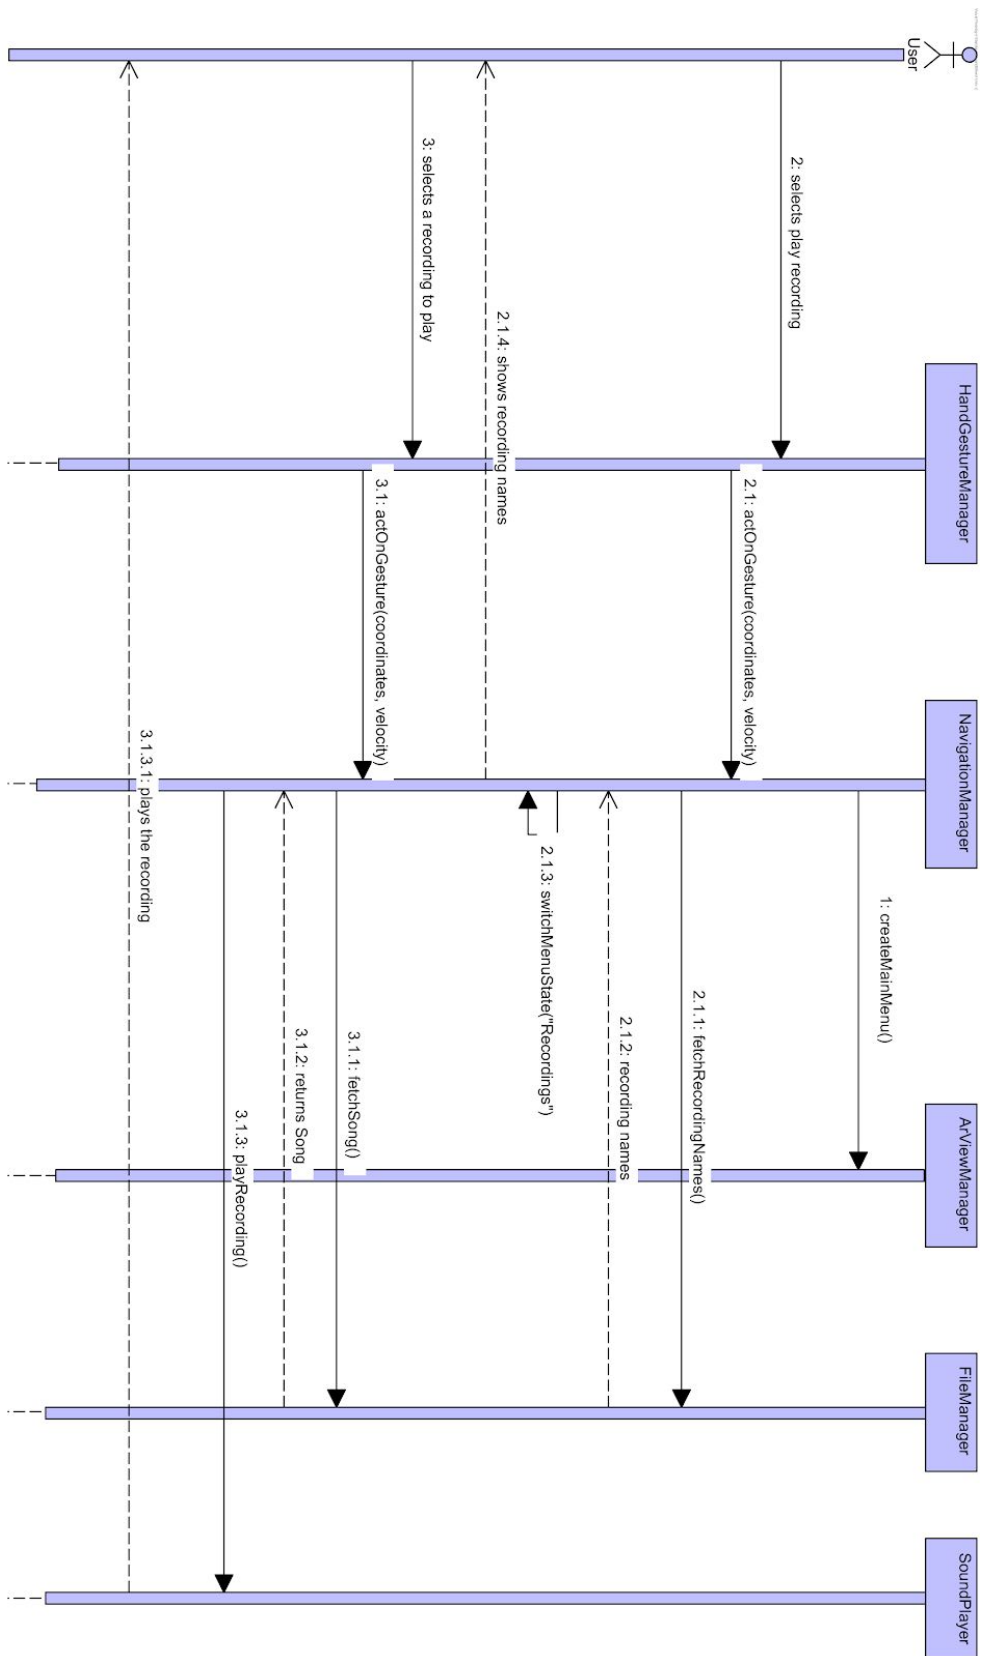 User
HandGestureManager
NavigationManager
ArViewManager
FileManager
SoundPlayer
1: createMainMenu()
2: selects play recording
2.1: actOnGesture(coordinates, velocity)
2.1.1: fetchRecordingNames()
2.1.2: recording names
2.1.3: switchMenuState("Recordings")
2.1.4: shows recording names
3: selects a recording to play
3.1: actOnGesture(coordinates, velocity)
3.1.1: fetchSong()
3.1.2: returns Song
3.1.3: playRecording()
3.1.3.1: plays the recording